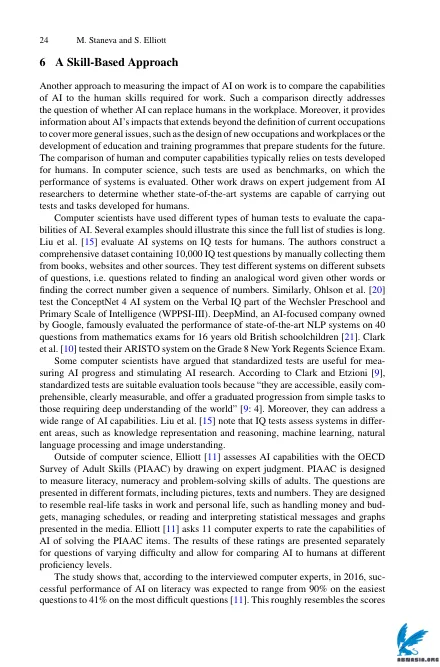 24 M. Staneva and S. Elliott
6 A Skill-Based Approach
Another approach to measuring the impact of AI on work is to compare the capabilities
of AI to the human skills required for work. Such a comparison directly addresses
the question of whether AI can replace humans in the workplace. Moreover, it provides
information about AI's impacts that extends beyond the definition of current occupations
to cover more general issues, such as the design of new occupations and workplaces or the
development of education and training programmes that prepare students for the future.
The comparison of human and computer capabilities typically relies on tests developed
for humans. In computer science, such tests are used as benchmarks, on which the
performance of systems is evaluated. Other work draws on expert judgement from AI
researchers to determine whether state-of-the-art systems are capable of carrying out
tests and tasks developed for humans.
Computer scientists have used different types of human tests to evaluate the capa-
bilities of AI. Several examples should illustrate this since the full list of studies is long.
Liu et al. [15] evaluate AI systems on IQ tests for humans. The authors construct a
comprehensive dataset containing 10,000 IQ test questions by manually collecting them
from books, websites and other sources. They test different systems on different subsets
of questions, i.e. questions related to finding an analogical word given other words or
finding the correct number given a sequence of numbers. Similarly, Ohlson et al. [20]
test the ConceptNet 4 AI system on the Verbal IQ part of the Wechsler Preschool and
Primary Scale of Intelligence (WPPSI-III). DeepMind, an AI-focused company owned
by Google, famously evaluated the performance of state-of-the-art NLP systems on 40
questions from mathematics exams for 16 years old British schoolchildren [21]. Clark
et al. [10] tested their ARISTO system on the Grade 8 New York Regents Science Exam.
Some computer scientists have argued that standardized tests are useful for mea-
suring AI progress and stimulating AI research. According to Clark and Etzioni [9],
standardized tests are suitable evaluation tools because “they are accessible, easily com-
prehensible, clearly measurable, and offer a graduated progression from simple tasks to
those requiring deep understanding of the world” [9: 4]. Moreover, they can address a
wide range of AI capabilities. Liu et al. [15] note that IQ tests assess systems in differ-
ent areas, such as knowledge representation and reasoning, machine learning, natural
language processing and image understanding.
Outside of computer science, Elliott [11] assesses AI capabilities with the OECD
Survey of Adult Skills (PIAAC) by drawing on expert judgment. PIAAC is designed
to measure literacy, numeracy and problem-solving skills of adults. The questions are
presented in different formats, including pictures, texts and numbers. They are designed
to resemble real-life tasks in work and personal life, such as handling money and bud-
gets, managing schedules, or reading and interpreting statistical messages and graphs
presented in the media. Elliott [11] asks 11 computer experts to rate the capabilities of
AI of solving the PIAAC items. The results of these ratings are presented separately
for questions of varying difficulty and allow for comparing AI to humans at different
proficiency levels.
The study shows that, according to the interviewed computer experts, in 2016, suc-
cessful performance of AI on literacy was expected to range from 90% on the easiest
questions to 41% on the most difficult questions [11]. This roughly resembles the scores